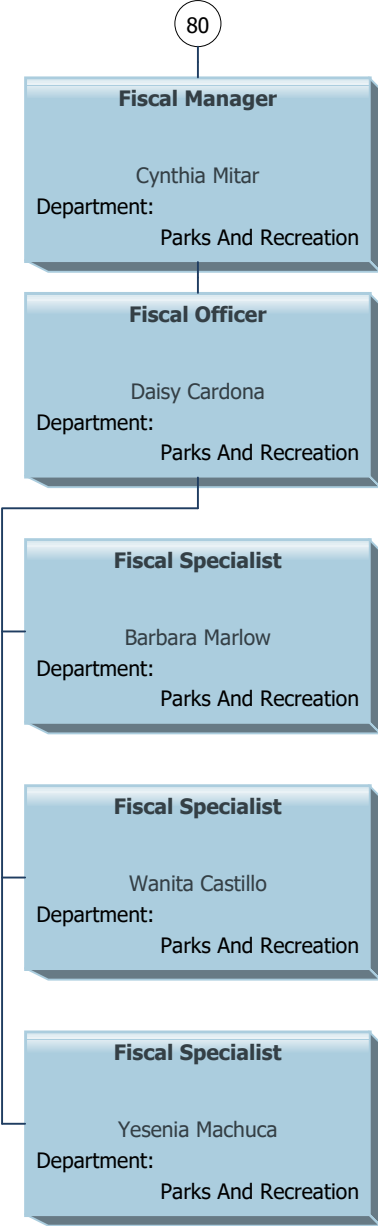 80
Fiscal Manager
Cynthia Mitar
Department:
Parks And Recreation
Fiscal Officer
Daisy Cardona
Department:
Parks And Recreation
Fiscal Specialist
Barbara Marlow
Department:
Parks And Recreation
Fiscal Specialist
Wanita Castillo
Department:
Parks And Recreation
Fiscal Specialist
Yesenia Machuca
Department:
Parks And Recreation